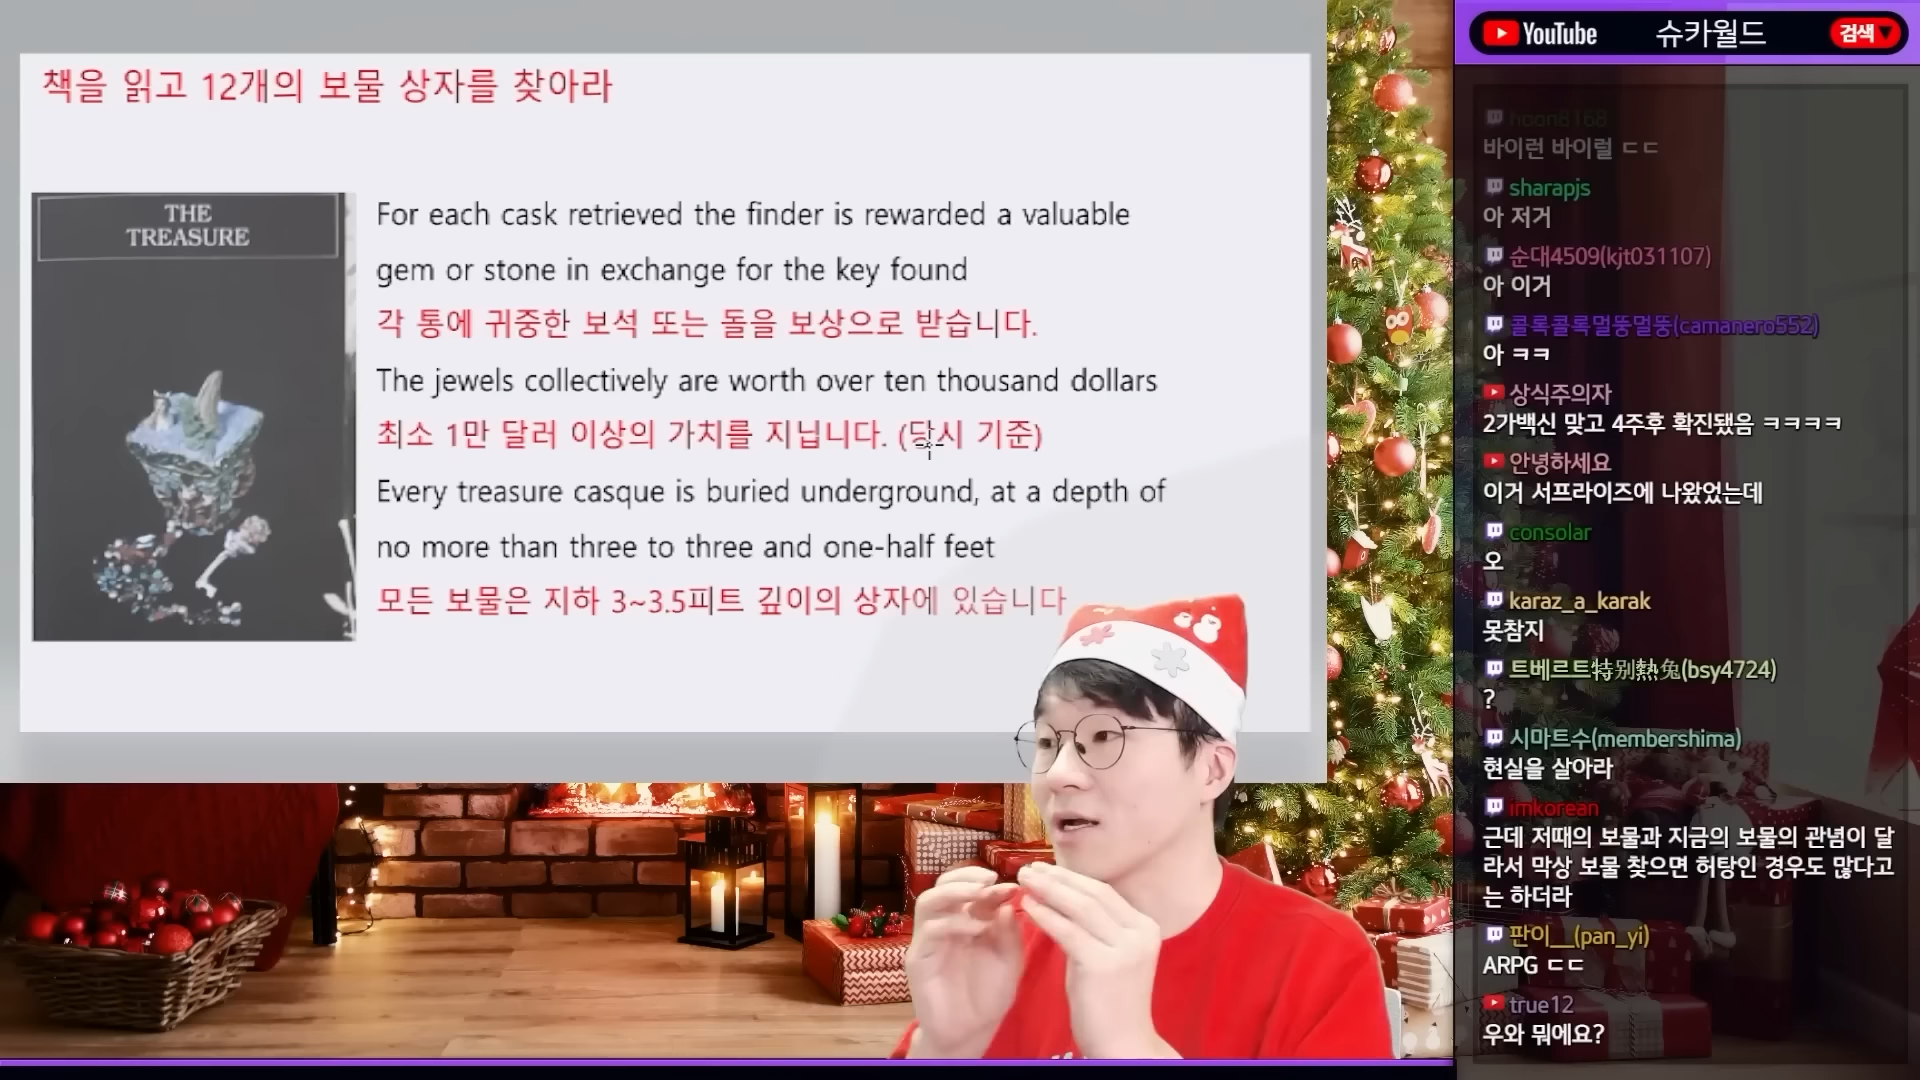 책을 읽고 12개의 보물 상자를 찾아라
THE
TREASURE
For each cask retrieved the finder is rewarded a valuable
gem or stone in exchange for the key found
각 통에 귀중한 보석 또는 돌을 보상으로 받습니다.
The jewels collectively are worth over ten thousand dollars
최소 1만 달러 이상의 가치를 지닙니다. (당시 기준)
Every treasure casque is buried underground, at a depth of
no more than three to three and one-half feet
모든 보물은 지하 3~3.5피트 깊이의 상자에 있습니다
YouTube 슈카월드 검색▼
hoon8168
바이런 바이럴 ㄷㄷ
sharapjs
아 저거
순대4509(kjt031107)
아 이거
콜록콜록멀뚱멀뚱(camanero552)
아 ㅋㅋ
상식주의자
2가백신 맞고 4주후 확진됐음 ㅋㅋㅋㅋ
안녕하세요
이거 서프라이즈에 나왔었는데
consolar
오
karaz_a_karak
못참지
트베르트特别熱兔(bsy4724)
?
시마트수(membershima)
현실을 살아라
imkorean
근데 저때의 보물과 지금의 보물의 관념이 달
라서 막상 보물 찾으면 허탕인 경우도 많다고
는 하더라
판이__(pan_yi)
ARPG ㄷㄷ
true12
우와 뭐에요?